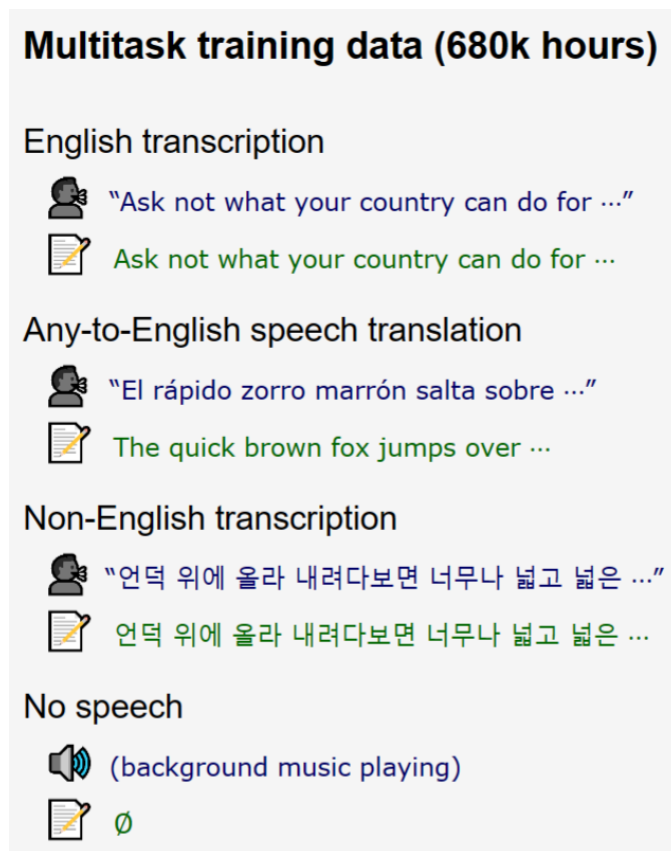 Multitask training data (680k hours)
English transcription
“Ask not what your country can do for ⋯”
Ask not what your country can do for ⋯
Any-to-English speech translation
“El rápido zorro marrón salta sobre ⋯”
The quick brown fox jumps over ⋯
Non-English transcription
“언덕 위에 올라 내려다보면 너무나 넓고 넓은 ⋯”
언덕 위에 올라 내려다보면 너무나 넓고 넓은 ⋯
No speech
(background music playing)
Ø